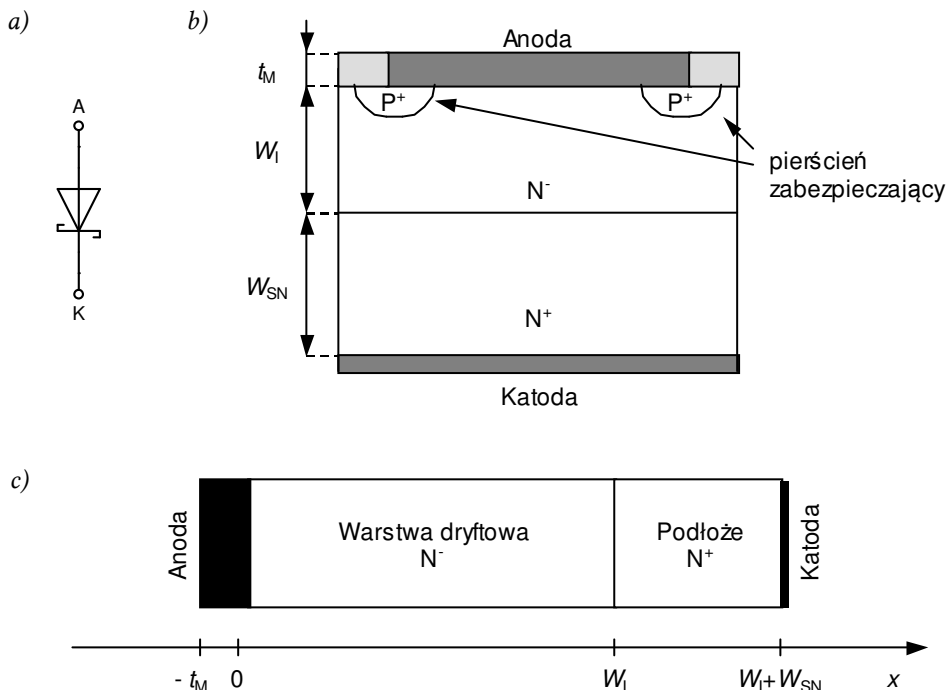 a)
A
K
b)
Anoda
t_M
P⁺ P⁺
W_I
pierścień
zabezpieczający
N⁻
W_SN
N⁺
Katoda
c)
Anoda
Warstwa dryftowa
N⁻
Podłoże
N⁺
Katoda
- t_M 0 W_I W_I+W_SN x